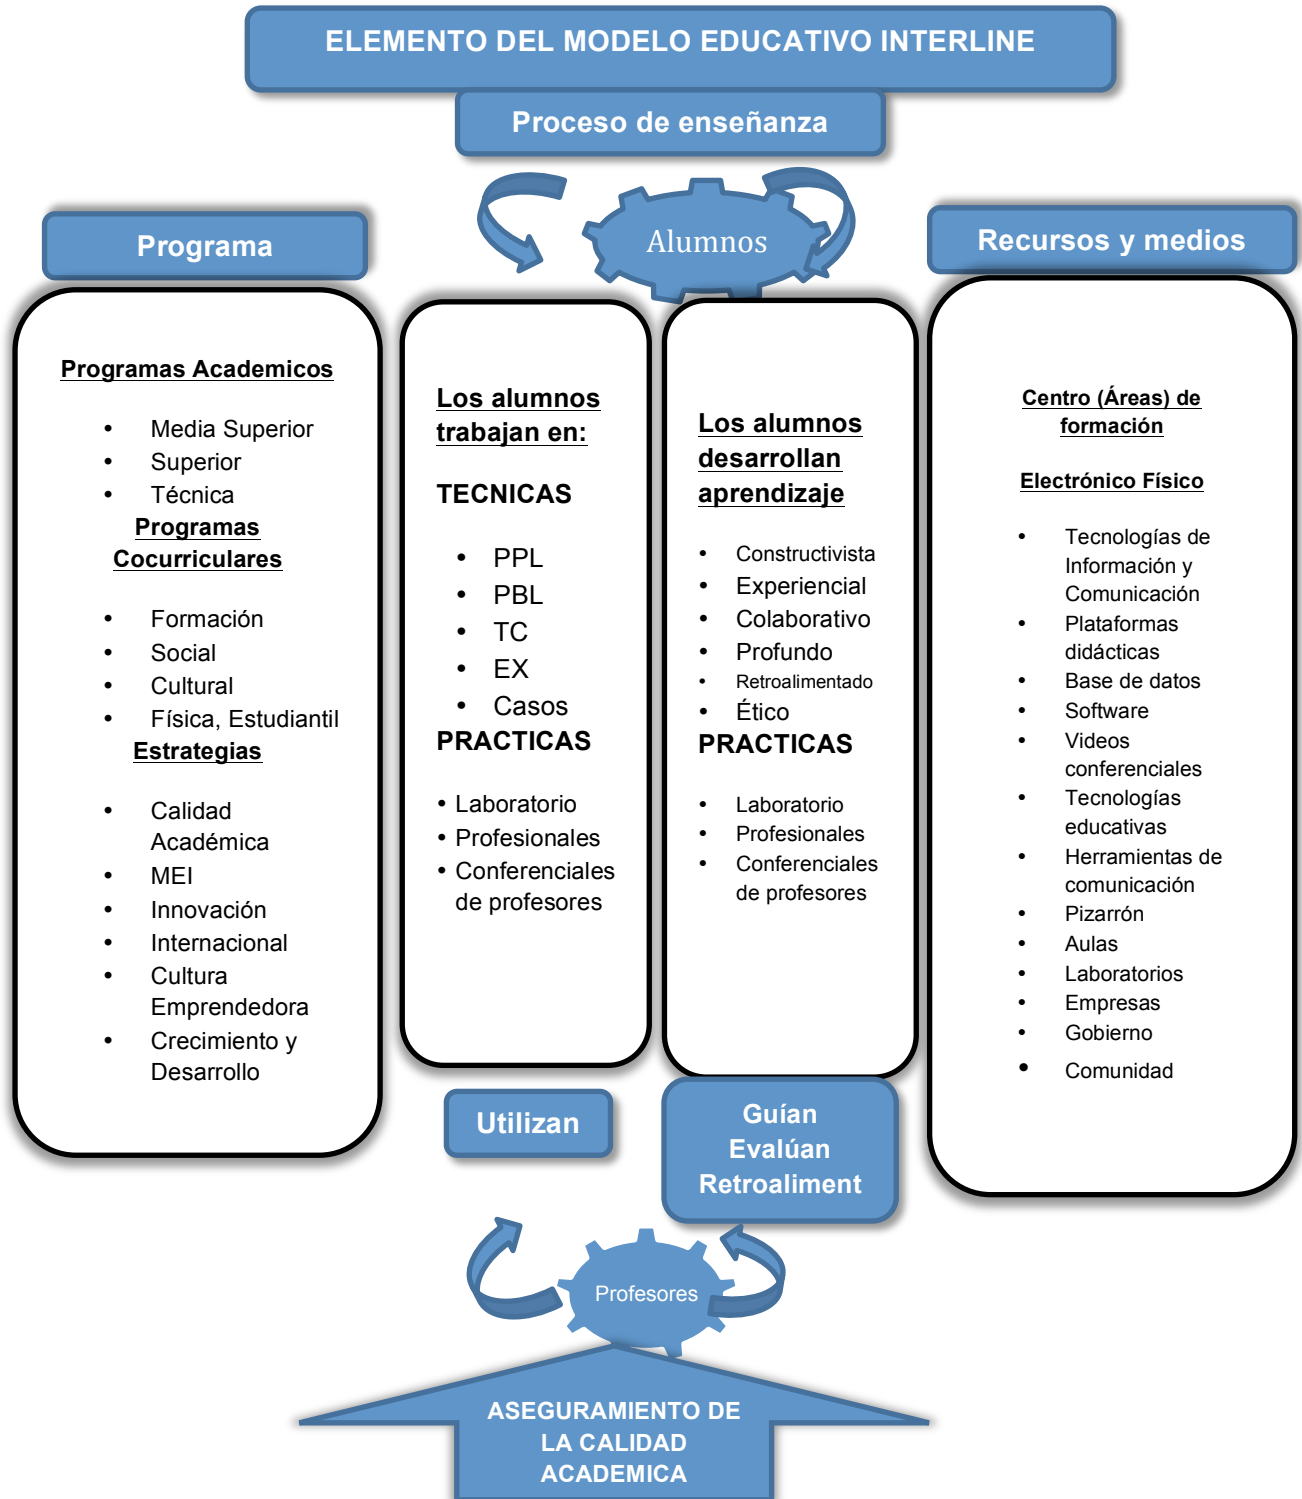 ELEMENTO DEL MODELO EDUCATIVO INTERLINE
Proceso de enseñanza
Alumnos
Programa
Programas Academicos
• Media Superior
• Superior
• Técnica
Programas
Cocurriculares
• Formación
• Social
• Cultural
• Física, Estudiantil
Estrategias
• Calidad
Académica
• MEI
• Innovación
• Internacional
• Cultura
Emprendedora
• Crecimiento y
Desarrollo
Los alumnos
trabajan en:
TECNICAS
• PPL
• PBL
• TC
• EX
• Casos
PRACTICAS
• Laboratorio
• Profesionales
• Conferenciales
de profesores
Utilizan
Los alumnos
desarrollan
aprendizaje
• Constructivista
• Experiencial
• Colaborativo
• Profundo
• Retroalimentado
• Ético
PRACTICAS
• Laboratorio
• Profesionales
• Conferenciales
de profesores
Guían
Evalúan
Retroaliment
Recursos y medios
Centro (Áreas) de
formación
Electrónico Físico
• Tecnologías de
Información y
Comunicación
• Plataformas
didácticas
• Base de datos
• Software
• Videos
conferenciales
• Tecnologías
educativas
• Herramientas de
comunicación
• Pizarrón
• Aulas
• Laboratorios
• Empresas
• Gobierno
• Comunidad
Profesores
ASEGURAMIENTO DE
LA CALIDAD
ACADEMICA